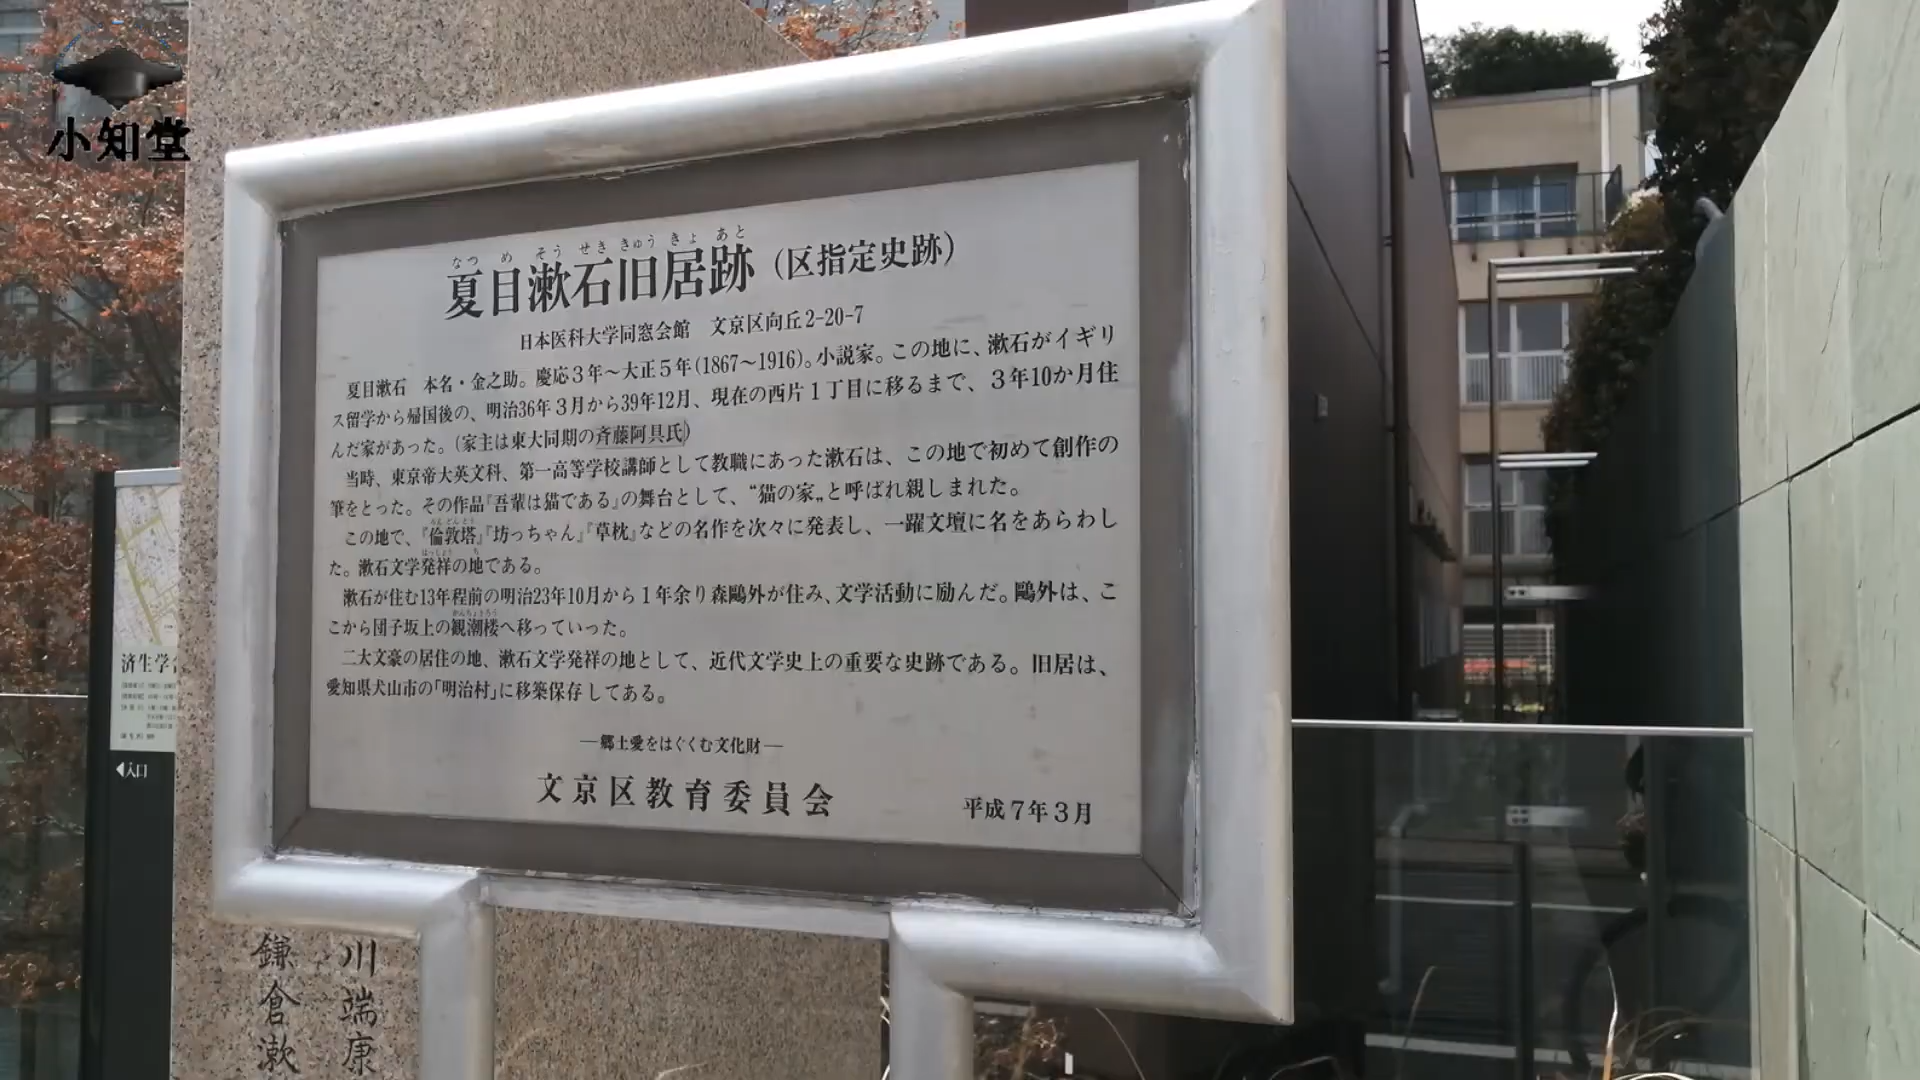 小知堂
なつ め そう せき きゅう きょ あと
夏目漱石旧居跡（区指定史跡）
日本医科大学同窓会館　文京区向丘2-20-7
夏目漱石　本名・金之助。慶応３年～大正５年(1867～1916)。小説家。この地に、漱石がイギリ
ス留学から帰国後の、明治36年３月から39年12月、現在の西片１丁目に移るまで、３年10か月住
んだ家があった。(家主は東大同期の斉藤阿具氏)
当時、東京帝大英文科、第一高等学校講師として教職にあった漱石は、この地で初めて創作の
筆をとった。その作品『吾輩は猫である』の舞台として、“猫の家„と呼ばれ親しまれた。
ろんどんとう
この地で、『倫敦塔』『坊っちゃん』『草枕』などの名作を次々に発表し、一躍文壇に名をあらわし
はっしょう ち
た。漱石文学発祥の地である。
漱石が住む13年程前の明治23年10月から１年余り森鷗外が住み、文学活動に励んだ。鷗外は、こ
かんちょうろう
こから団子坂上の観潮楼へ移っていった。
二大文豪の居住の地、漱石文学発祥の地として、近代文学史上の重要な史跡である。旧居は、
愛知県犬山市の「明治村」に移築保存してある。
―郷土愛をはぐくむ文化財―
文京区教育委員会
平成７年３月
済生学
入口
川端康
鎌倉漱